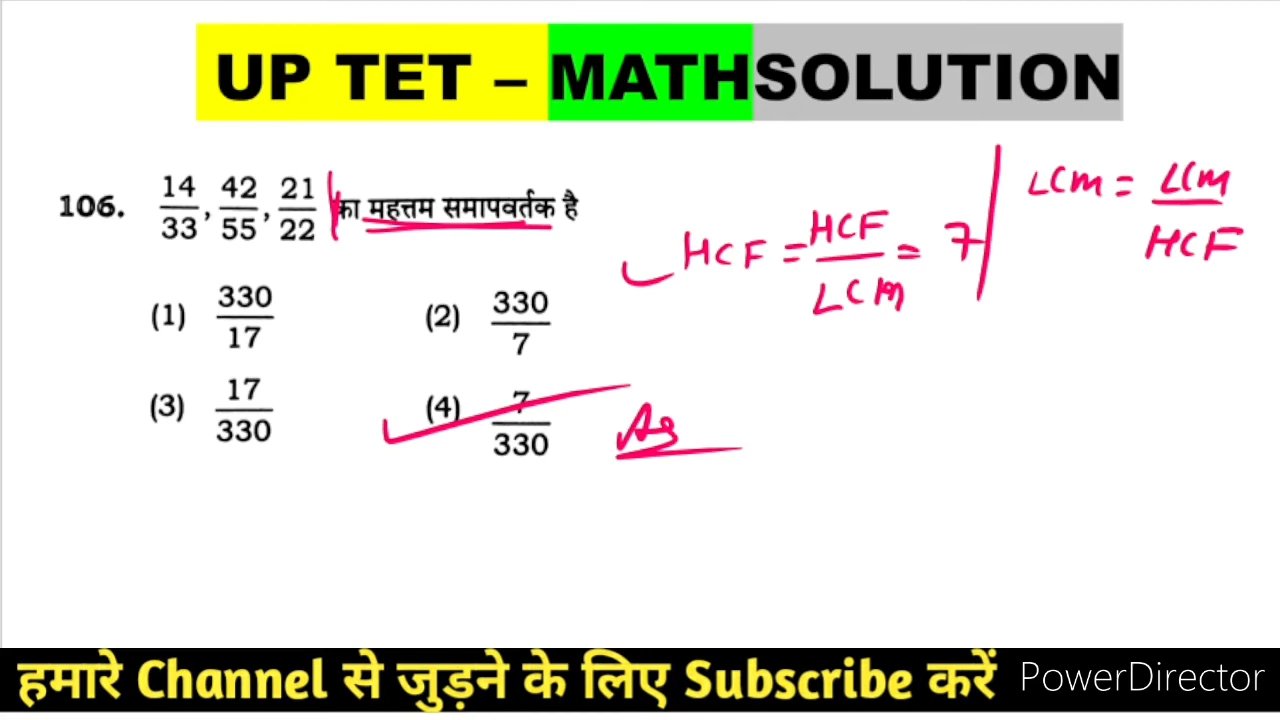 UP TET – MATHSOLUTION
106. 14/33, 42/55, 21/22 का महत्तम समापवर्तक है
(1) 330/17 (2) 330/7
(3) 17/330 (4) 7/330
HCF = HCF/LCM = 7
LCM = LCM/HCF
As
हमारे Channel से जुड़ने के लिए Subscribe करें
PowerDirector